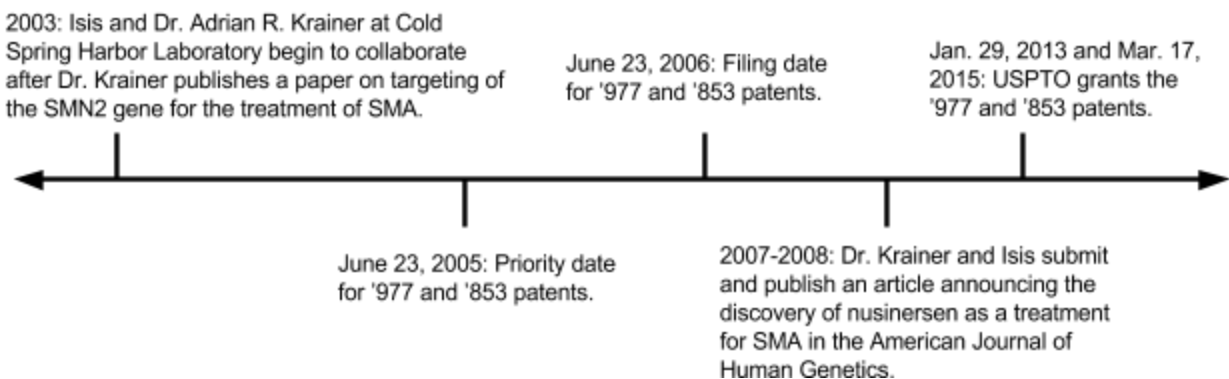 2003: Isis and Dr. Adrian R. Krainer at Cold
Spring Harbor Laboratory begin to collaborate
after Dr. Krainer publishes a paper on targeting of
the SMN2 gene for the treatment of SMA.
June 23, 2006: Filing date
for ’977 and ’853 patents.
Jan. 29, 2013 and Mar. 17,
2015: USPTO grants the
’977 and ’853 patents.
June 23, 2005: Priority date
for ’977 and ’853 patents.
2007-2008: Dr. Krainer and Isis submit
and publish an article announcing the
discovery of nusinersen as a treatment
for SMA in the American Journal of
Human Genetics.